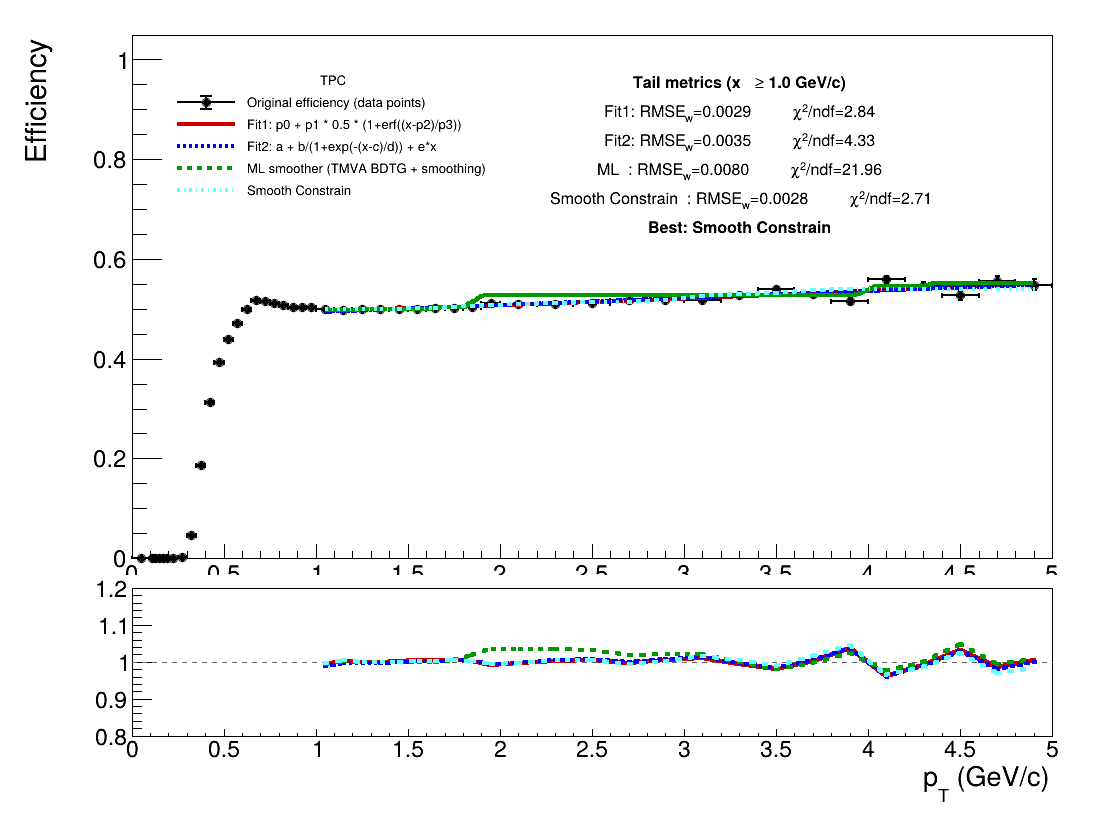 Efficiency
1
0.8
0.6
0.4
0.2
0
TPC
Original efficiency (data points)
Fit1: p0 + p1 * 0.5 * (1+erf((x-p2)/p3))
Fit2: a + b/(1+exp(-(x-c)/d)) + e*x
ML smoother (TMVA BDTG + smoothing)
Smooth Constrain
Tail metrics (x ≥ 1.0 GeV/c)
Fit1: RMSEw=0.0029 χ²/ndf=2.84
Fit2: RMSEw=0.0035 χ²/ndf=4.33
ML : RMSEw=0.0080 χ²/ndf=21.96
Smooth Constrain : RMSEw=0.0028 χ²/ndf=2.71
Best: Smooth Constrain
0 0.5 1 1.5 2 2.5 3 3.5 4 4.5 5
1.2
1.1
1
0.9
0.8
0 0.5 1 1.5 2 2.5 3 3.5 4 4.5 5
pT (GeV/c)